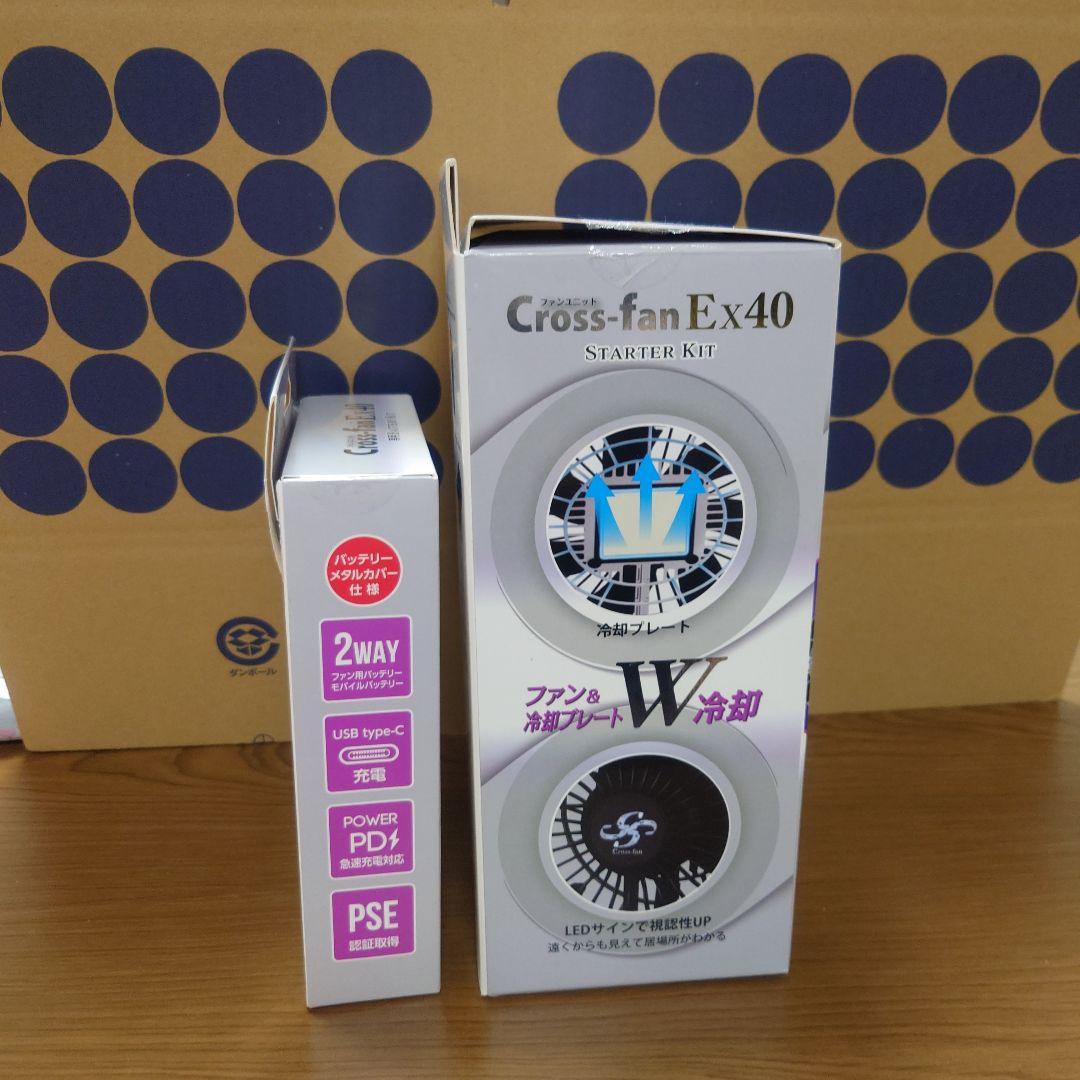 ファンユニット
Cross-fan Ex40
STARTER KIT
冷却プレート
ファン&
冷却プレート
W冷却
Cross-fan
LEDサインで視認性UP
遠くからも見えて居場所がわかる
Cross-fan Ex40
バッテリー
メタルカバー
仕様
2WAY
ファン用バッテリー
モバイルバッテリー
USB type-C
充電
POWER
PD
急速充電対応
PSE
認証取得
ダンボール